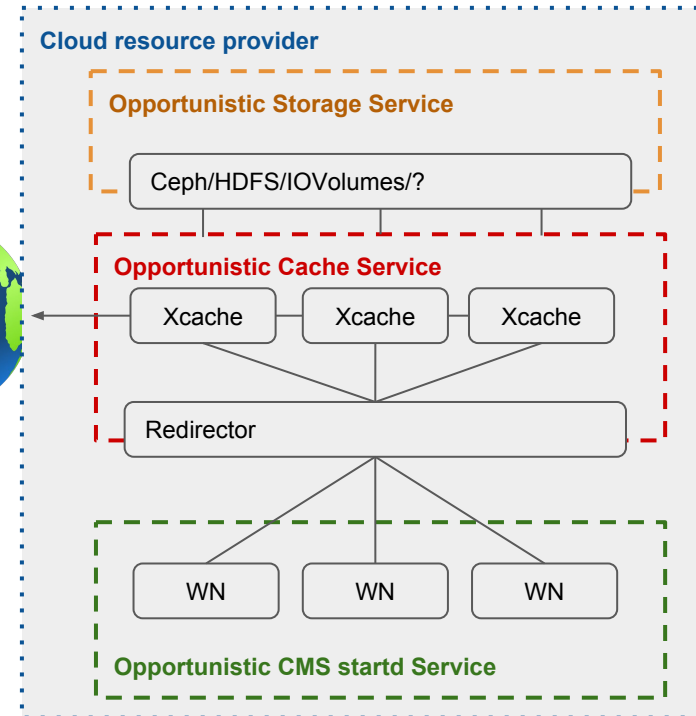 Cloud resource provider
Opportunistic Storage Service
Ceph/HDFS/IOVolumes/?
Opportunistic Cache Service
Xcache Xcache Xcache
Redirector
WN WN WN
Opportunistic CMS startd Service